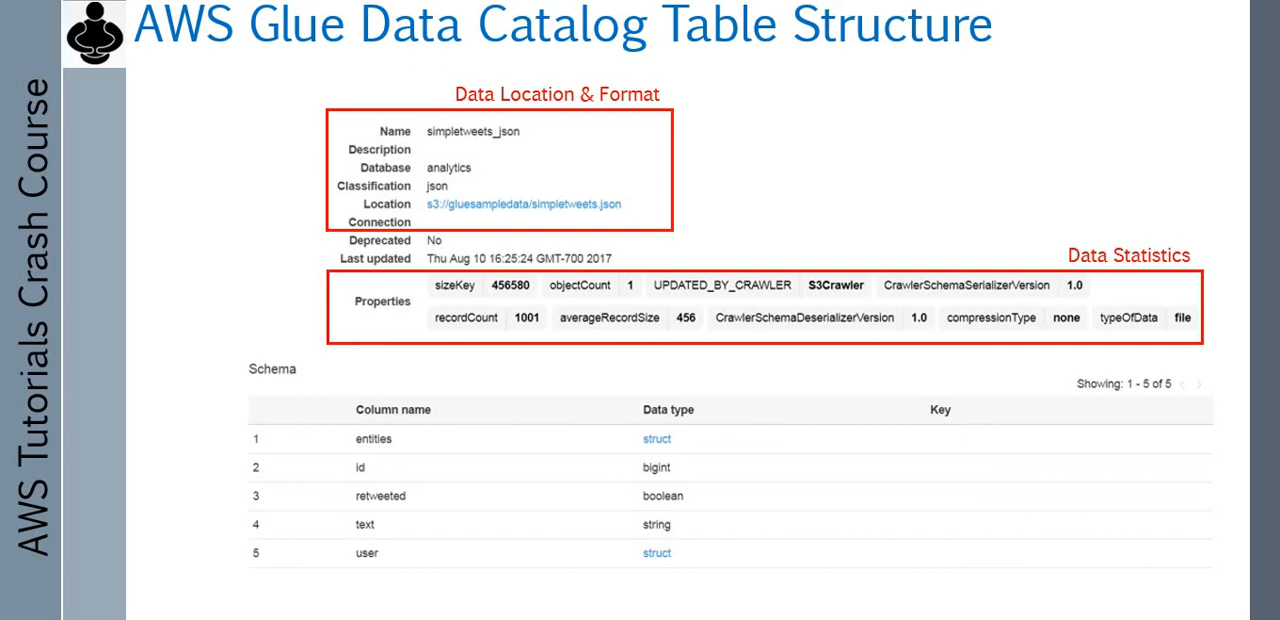 AWS Tutorials Crash Course
AWS Glue Data Catalog Table Structure
Data Location & Format
Name simpletweets_json
Description
Database analytics
Classification json
Location s3://gluesampledata/simpletweets.json
Connection
Deprecated No
Last updated Thu Aug 10 16:25:24 GMT-700 2017
Data Statistics
Properties
sizeKey 456580 objectCount 1 UPDATED_BY_CRAWLER S3Crawler CrawlerSchemaSerializerVersion 1.0
recordCount 1001 averageRecordSize 456 CrawlerSchemaDeserializerVersion 1.0 compressionType none typeOfData file
Schema
Showing: 1 - 5 of 5 < >
Column name Data type Key
1 entities struct
2 id bigint
3 retweeted boolean
4 text string
5 user struct